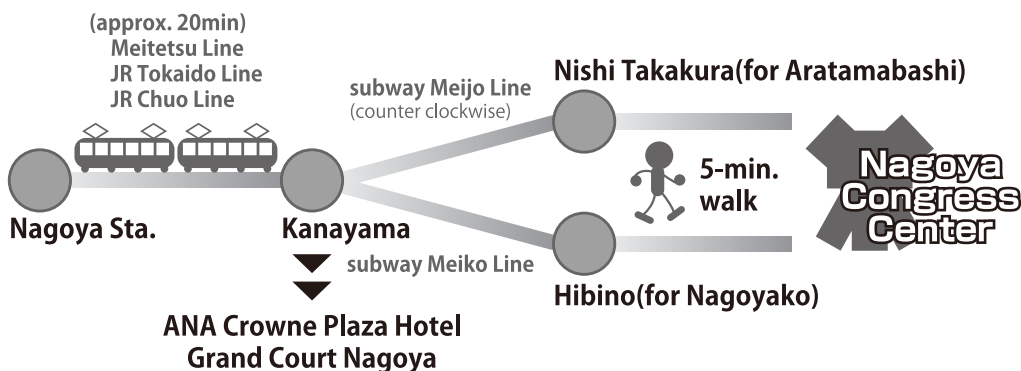 (approx. 20min)
Meitetsu Line
JR Tokaido Line
JR Chuo Line
Nagoya Sta.
Kanayama
ANA Crowne Plaza Hotel
Grand Court Nagoya
subway Meijo Line
(counter clockwise)
subway Meiko Line
Nishi Takakura(for Aratamabashi)
5-min.
walk
Hibino(for Nagoyako)
Nagoya
Congress
Center